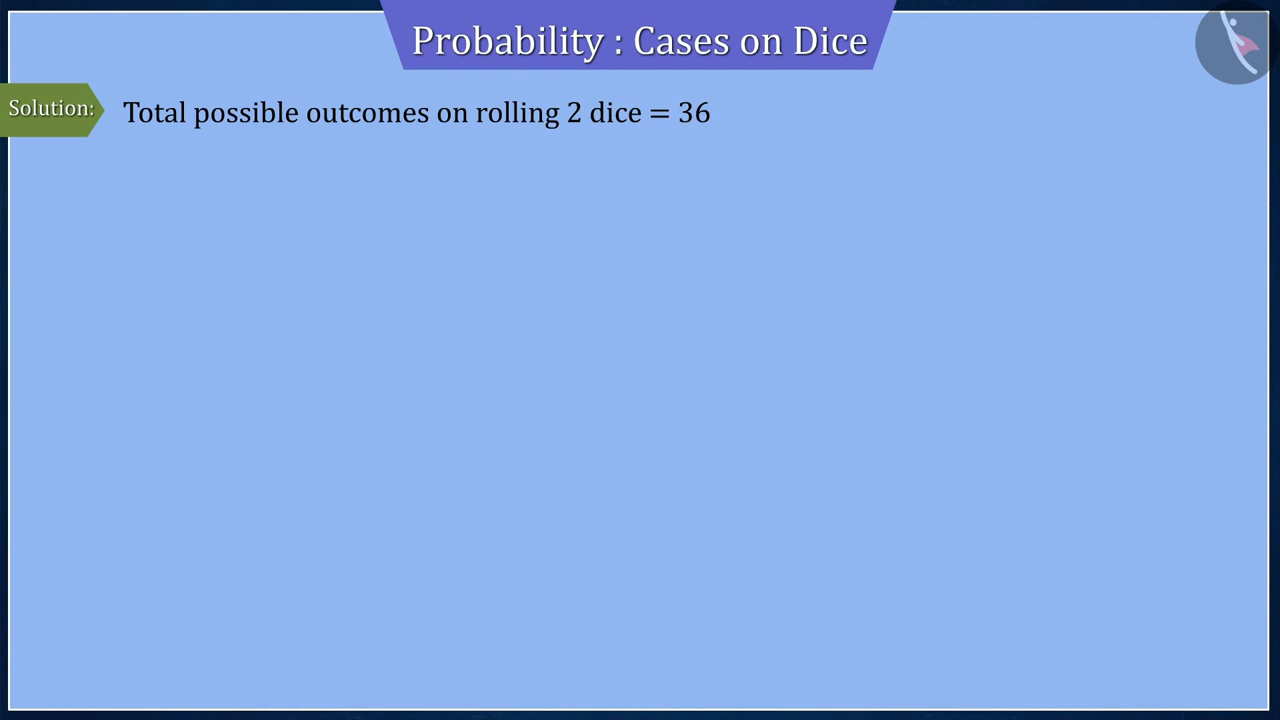 Probability : Cases on Dice
Solution:
Total possible outcomes on rolling 2 dice = 36